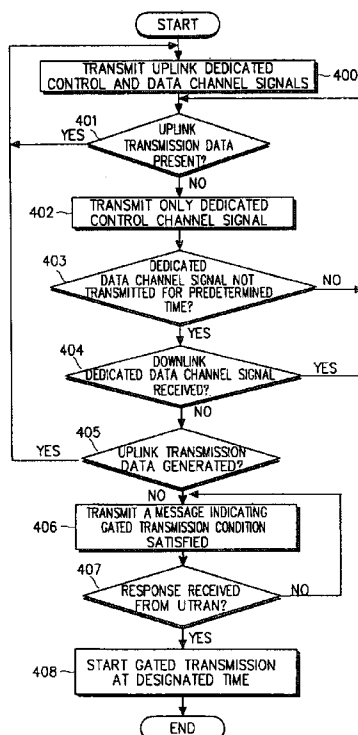 START
TRANSMIT UPLINK DEDICATED
CONTROL AND DATA CHANNEL SIGNALS
400
401
YES
UPLINK
TRANSMISSION DATA
PRESENT?
NO
402
TRANSMIT ONLY DEDICATED
CONTROL CHANNEL SIGNAL
403
DEDICATED
DATA CHANNEL SIGNAL NOT
TRANSMITTED FOR PREDETERMINED
TIME?
NO
YES
404
DOWNLINK
DEDICATED DATA CHANNEL SIGNAL
RECEIVED?
YES
NO
405
YES
UPLINK TRANSMISSION
DATA GENERATED?
NO
406
TRANSMIT A MESSAGE INDICATING
GATED TRANSMISSION CONDITION
SATISFIED
407
RESPONSE RECEIVED
FROM UTRAN?
NO
YES
408
START GATED TRANSMISSION
AT DESIGNATED TIME
END